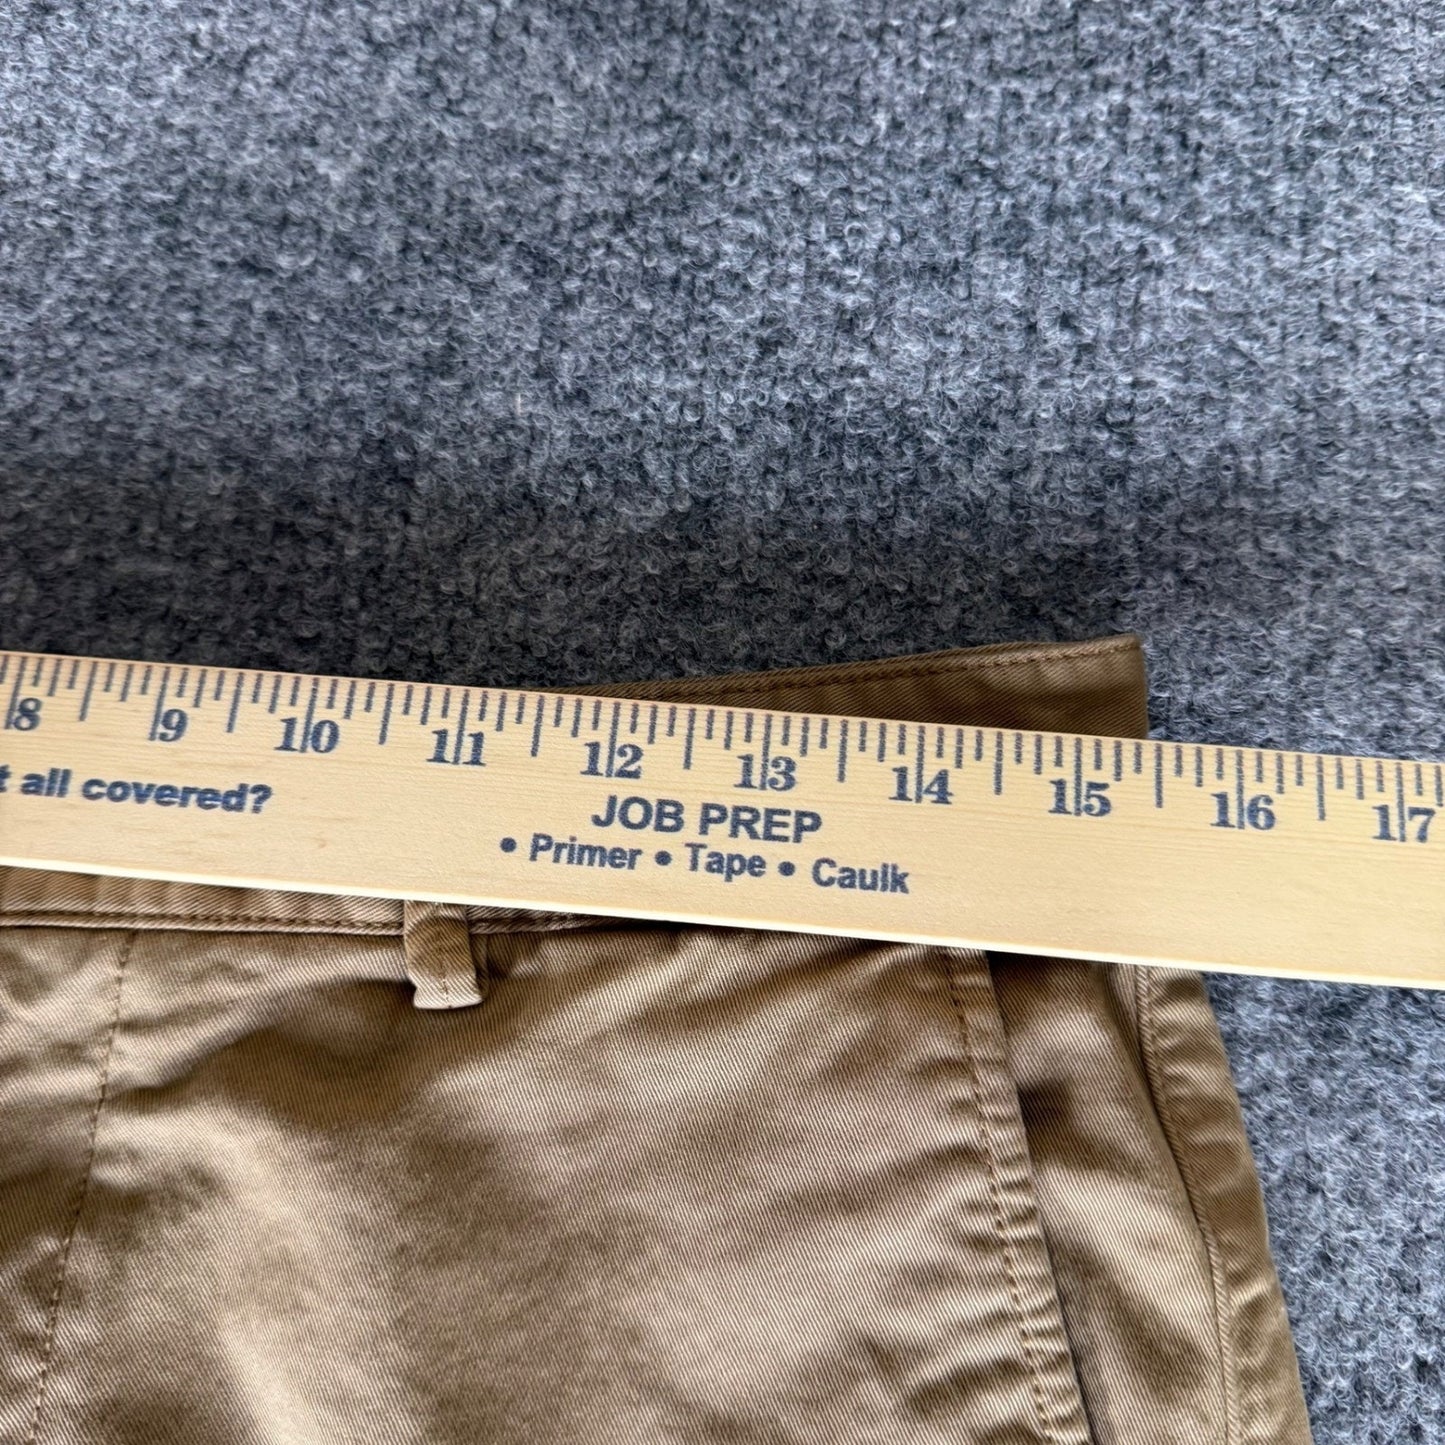 8 9 10 11 12 13 14 15 16 17
t all covered?
JOB PREP
• Primer • Tape • Caulk